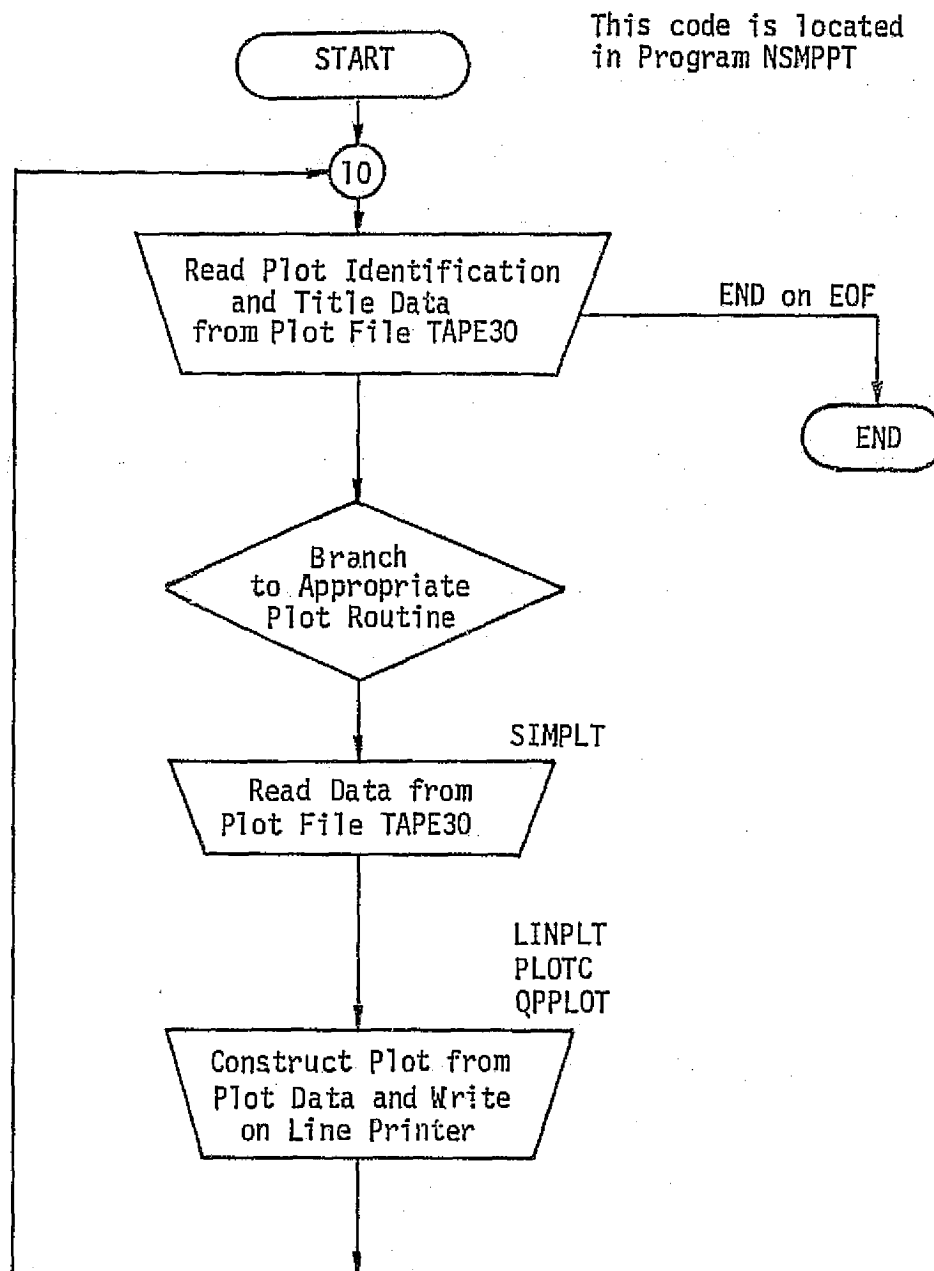 This code is located
in Program NSMPPT
START
10
Read Plot Identification
and Title Data
from Plot File TAPE30
END on EOF
END
Branch
to Appropriate
Plot Routine
SIMPLT
Read Data from
Plot File TAPE30
LINPLT
PLOTC
QPPLOT
Construct Plot from
Plot Data and Write
on Line Printer